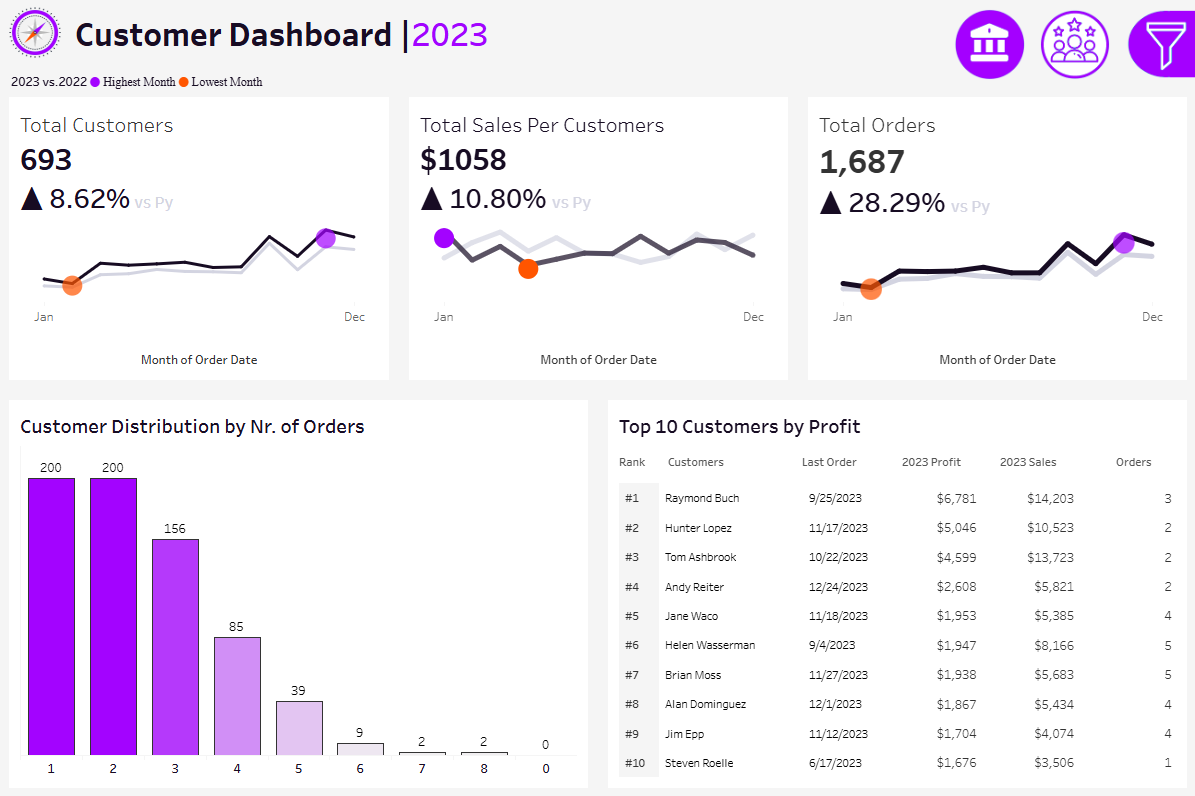 Customer Dashboard |2023
2023 vs.2022 Highest Month Lowest Month
Total Customers
693
▲ 8.62% vs Py
Jan Dec
Month of Order Date
Total Sales Per Customers
$1058
▲ 10.80% vs Py
Jan Dec
Month of Order Date
Total Orders
1,687
▲ 28.29% vs Py
Jan Dec
Month of Order Date
Customer Distribution by Nr. of Orders
200 200 156 85 39 9 2 2 0
1 2 3 4 5 6 7 8 0
Top 10 Customers by Profit
Rank Customers Last Order 2023 Profit 2023 Sales Orders
#1 Raymond Buch 9/25/2023 $6,781 $14,203 3
#2 Hunter Lopez 11/17/2023 $5,046 $10,523 2
#3 Tom Ashbrook 10/22/2023 $4,599 $13,723 2
#4 Andy Reiter 12/24/2023 $2,608 $5,821 2
#5 Jane Waco 11/18/2023 $1,953 $5,385 4
#6 Helen Wasserman 9/4/2023 $1,947 $8,166 5
#7 Brian Moss 11/27/2023 $1,938 $5,683 5
#8 Alan Dominguez 12/1/2023 $1,867 $5,434 4
#9 Jim Epp 11/12/2023 $1,704 $4,074 4
#10 Steven Roelle 6/17/2023 $1,676 $3,506 1